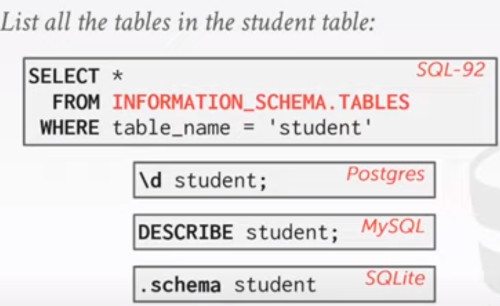 List all the tables in the student table:
SQL-92
SELECT *
FROM INFORMATION_SCHEMA.TABLES
WHERE table_name = 'student'
\d student; Postgres
DESCRIBE student; MySQL
.schema student SQLite